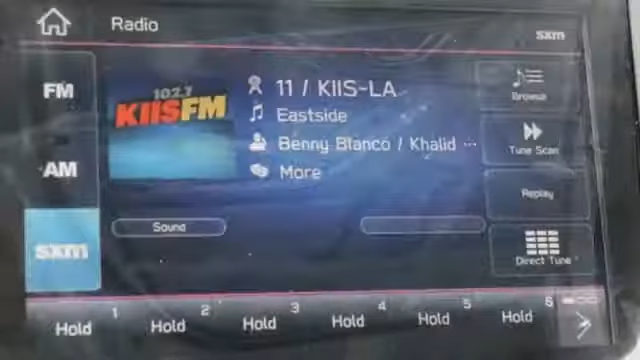 Radio
sxm
FM
AM
sxm
102.7
KIISFM
11 / KIIS-LA
Eastside
Benny Blanco / Khalid ...
More
Sound
Browse
Tune Scan
Replay
Direct Tune
1
Hold
2
Hold
3
Hold
4
Hold
5
Hold
6
Hold